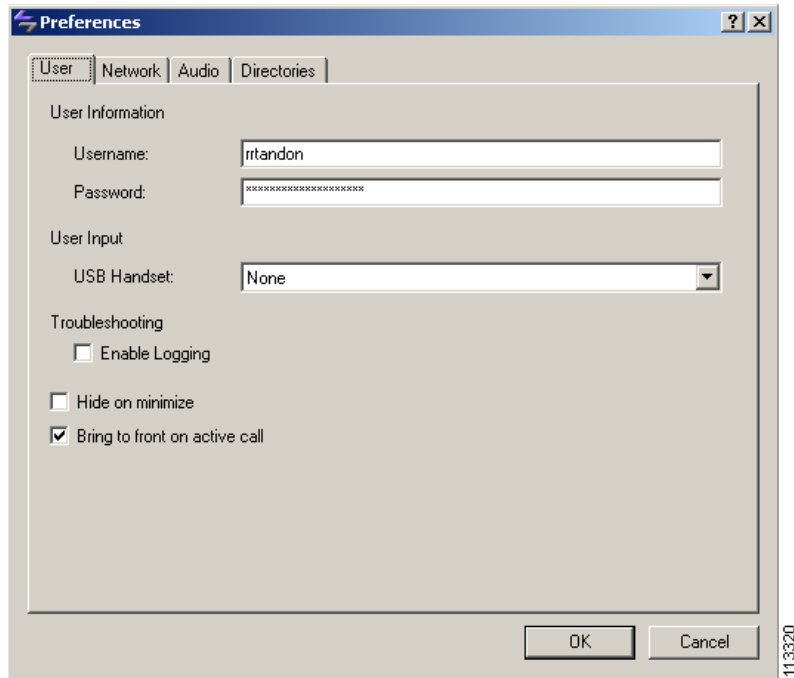 Preferences
User Network Audio Directories
User Information
Username: rrtandon
Password: ********************
User Input
USB Handset: None
Troubleshooting
Enable Logging
Hide on minimize
Bring to front on active call
OK Cancel
113320